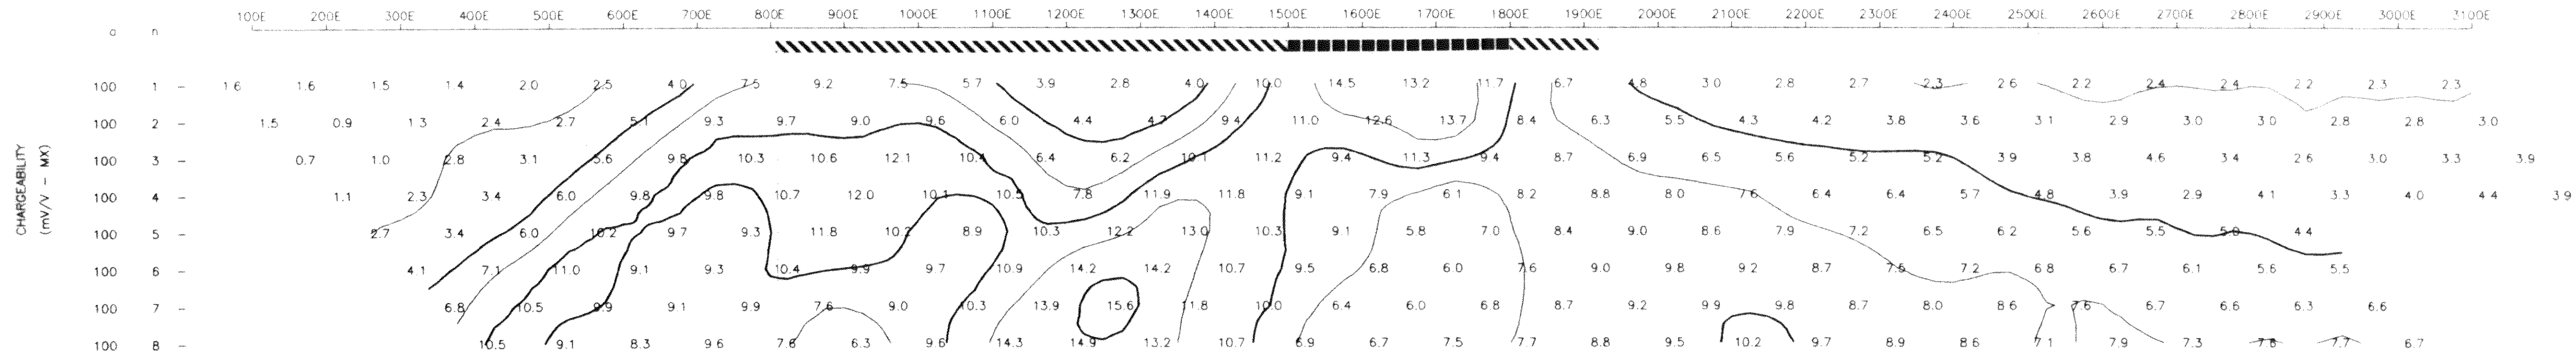 100E 200E 300E 400E 500E 600E 700E 800E 900E 1000E 1100E 1200E 1300E 1400E 1500E 1600E 1700E 1800E 1900E 2000E 2100E 2200E 2300E 2400E 2500E 2600E 2700E 2800E 2900E 3000E 3100E
a n
CHARGEABILITY
(mV/V - MX)
100 1 - 1.6 1.6 1.5 1.4 2.0 2.5 4.0 7.5 9.2 7.5 5.7 3.9 2.8 4.0 10.0 14.5 13.2 11.7 6.7 4.8 3.0 2.8 2.7 2.3 2.6 2.2 2.4 2.4 2.2 2.3 2.3
100 2 - 1.5 0.9 1.3 2.4 2.7 5.1 9.3 9.7 9.0 9.6 6.0 4.4 4.7 9.4 11.0 12.6 13.7 8.4 6.3 5.5 4.3 4.2 3.8 3.6 3.1 2.9 3.0 3.0 2.8 2.8 3.0
100 3 - 0.7 1.0 2.8 3.1 5.6 9.8 10.3 10.6 12.1 10.4 6.4 6.2 10.1 11.2 9.4 11.3 9.4 8.7 6.9 6.5 5.6 5.2 5.2 3.9 3.8 4.6 3.4 2.6 3.0 3.3 3.9
100 4 - 1.1 2.3 3.4 6.0 9.8 9.8 10.7 12.0 10.1 10.5 7.8 11.9 11.8 9.1 7.9 6.1 8.2 8.8 8.0 7.6 6.4 6.4 5.7 4.8 3.9 2.9 4.1 3.3 4.0 4.4 3.9
100 5 - 2.7 3.4 6.0 10.2 9.7 9.3 11.8 10.2 8.9 10.3 12.2 13.0 10.3 9.1 5.8 7.0 8.4 9.0 8.6 7.9 7.2 6.5 6.2 5.6 5.5 5.0 4.4
100 6 - 4.1 7.1 11.0 9.1 9.3 10.4 9.9 9.7 10.9 14.2 14.2 10.7 9.5 6.8 6.0 7.6 9.0 9.8 9.2 8.7 7.6 7.2 6.8 6.7 6.1 5.6 5.5
100 7 - 6.8 10.5 9.9 9.1 9.9 7.6 9.0 10.3 13.9 15.6 11.8 10.0 6.4 6.0 6.8 8.7 9.2 9.9 9.8 8.7 8.0 8.6 7.6 6.7 6.6 6.3 6.6
100 8 - 10.5 9.1 8.3 9.6 7.6 6.3 9.6 14.3 14.9 13.2 10.7 6.9 6.7 7.5 7.7 8.8 9.5 10.2 9.7 8.9 8.6 7.1 7.9 7.3 7.8 7.7 6.7